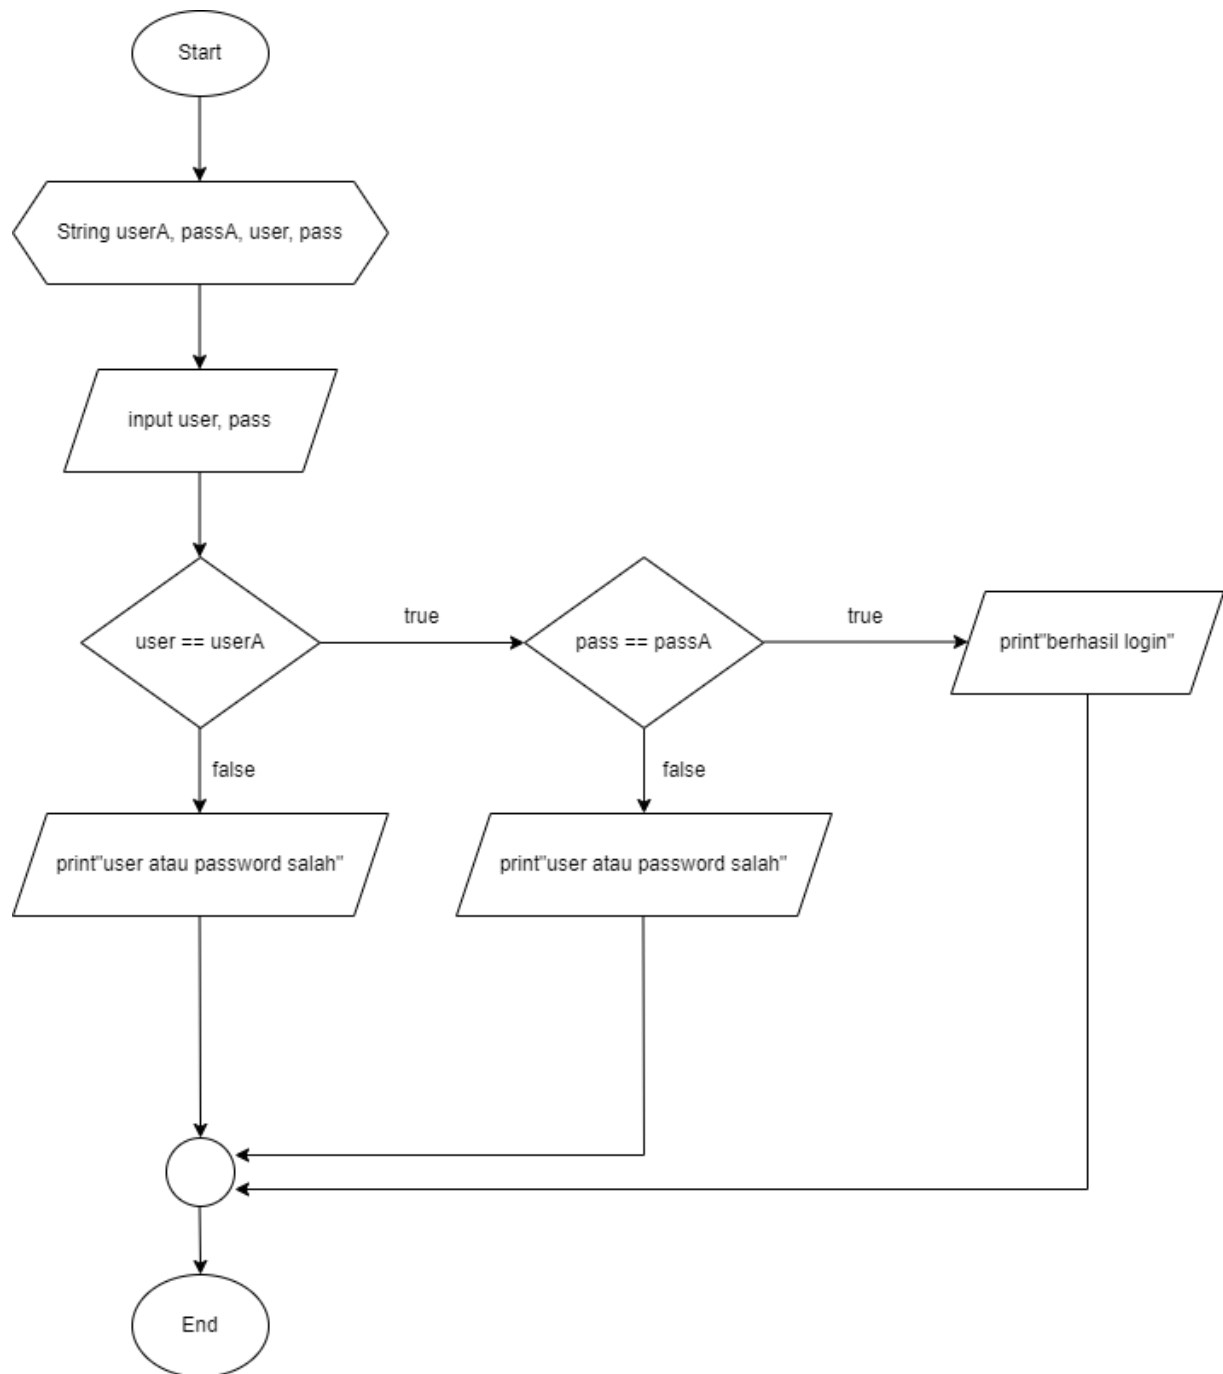 Start
String userA, passA, user, pass
input user, pass
user == userA
true
pass == passA
true
print"berhasil login"
false
false
print"user atau password salah"
print"user atau password salah"
End